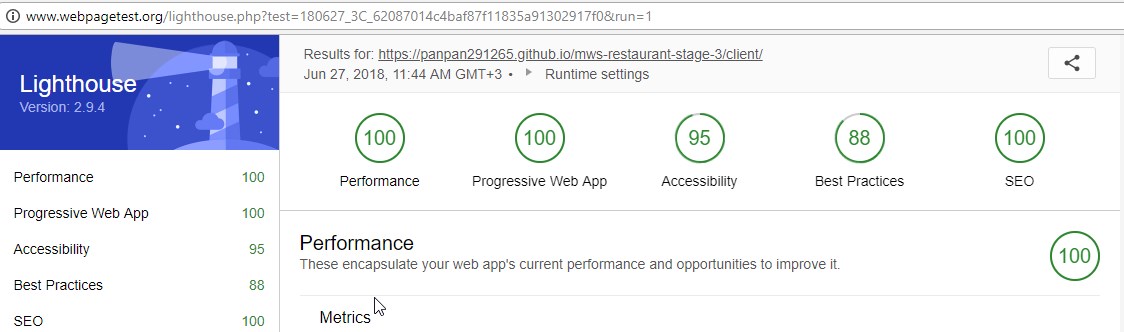 www.webpagetest.org/lighthouse.php?test=180627_3C_62087014c4baf87f11835a91302917f0&run=1
Lighthouse
Version: 2.9.4
Performance 100
Progressive Web App 100
Accessibility 95
Best Practices 88
SEO 100
Results for: https://panpan291265.github.io/mws-restaurant-stage-3/client/
Jun 27, 2018, 11:44 AM GMT+3 • Runtime settings
100 100 95 88 100
Performance Progressive Web App Accessibility Best Practices SEO
Performance
These encapsulate your web app's current performance and opportunities to improve it.
100
Metrics